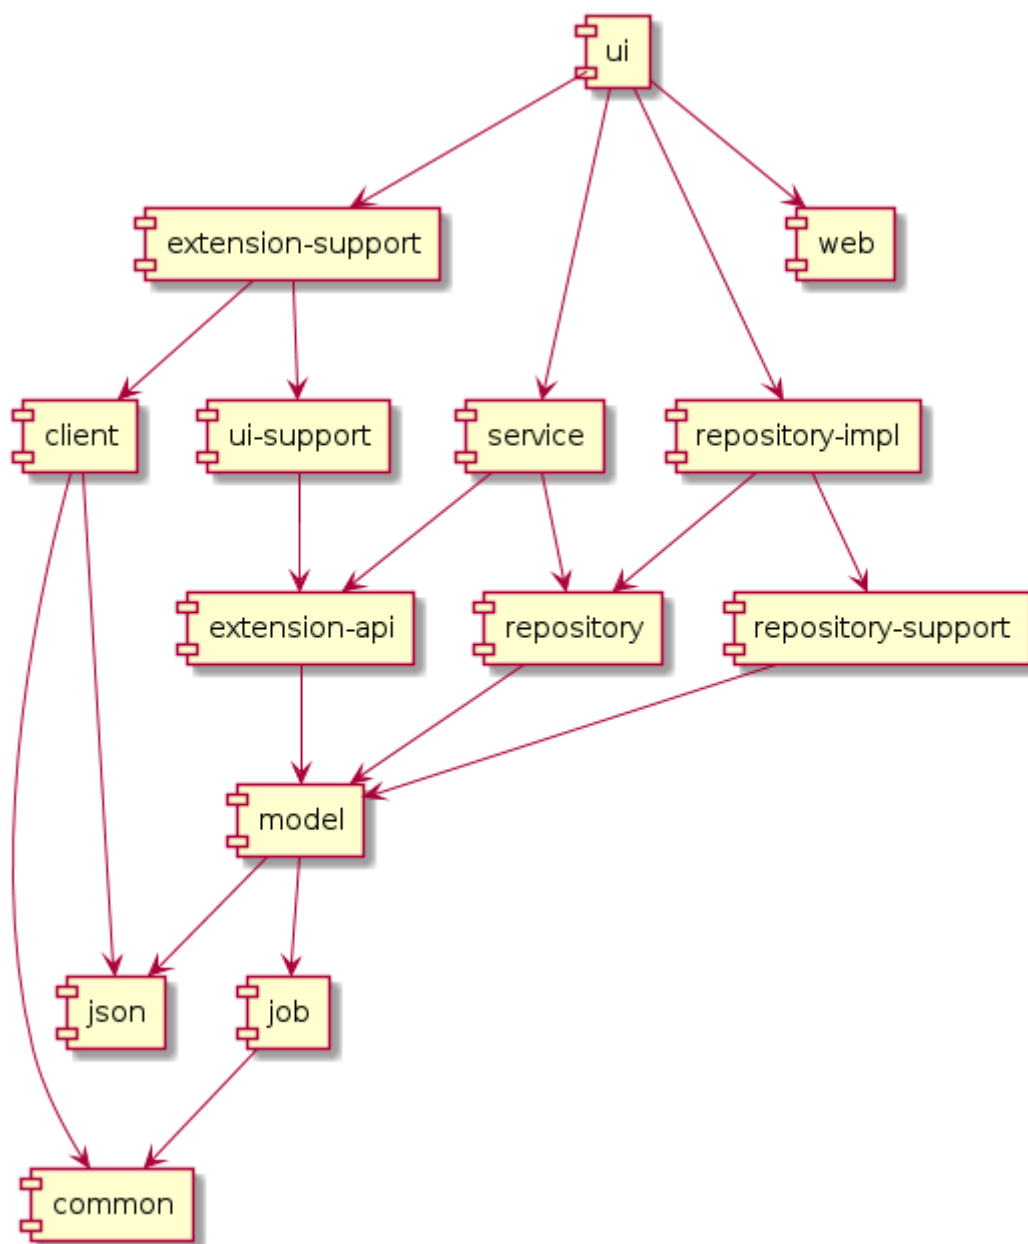 ui
extension-support
web
client
ui-support
service
repository-impl
extension-api
repository
repository-support
model
json
job
common